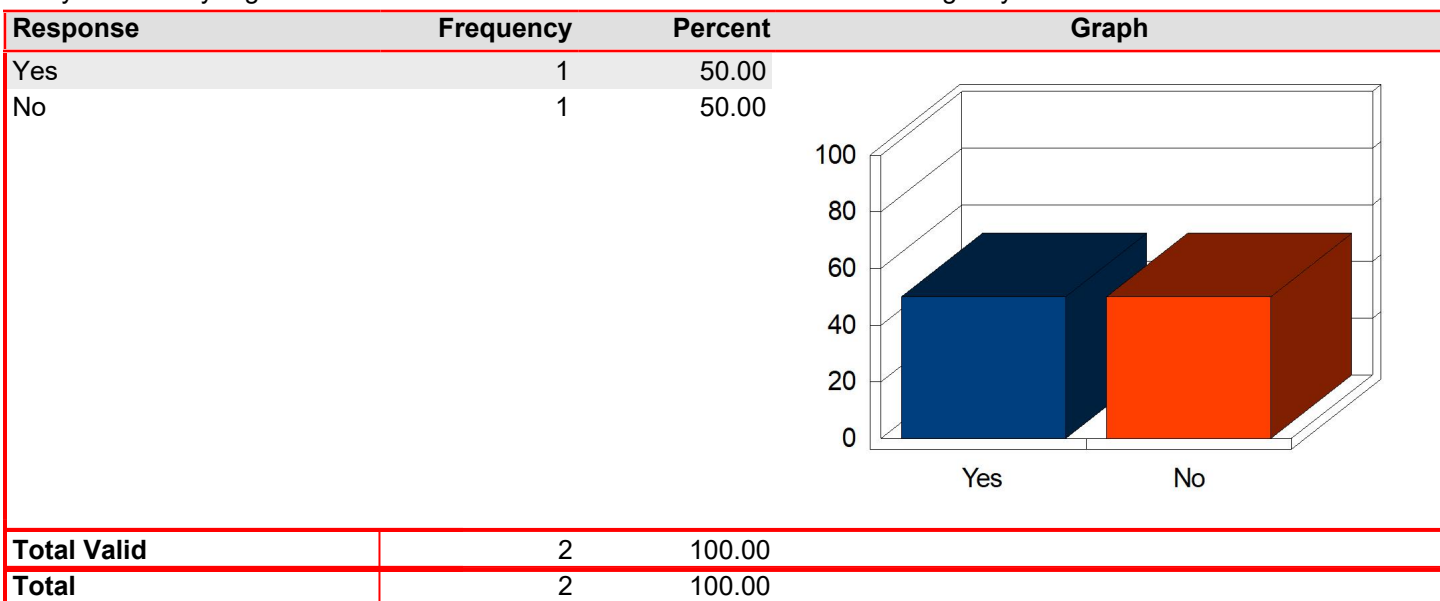 Response Frequency Percent Graph
Yes 1 50.00
No 1 50.00
100
80
60
40
20
0
Yes No
Total Valid 2 100.00
Total 2 100.00